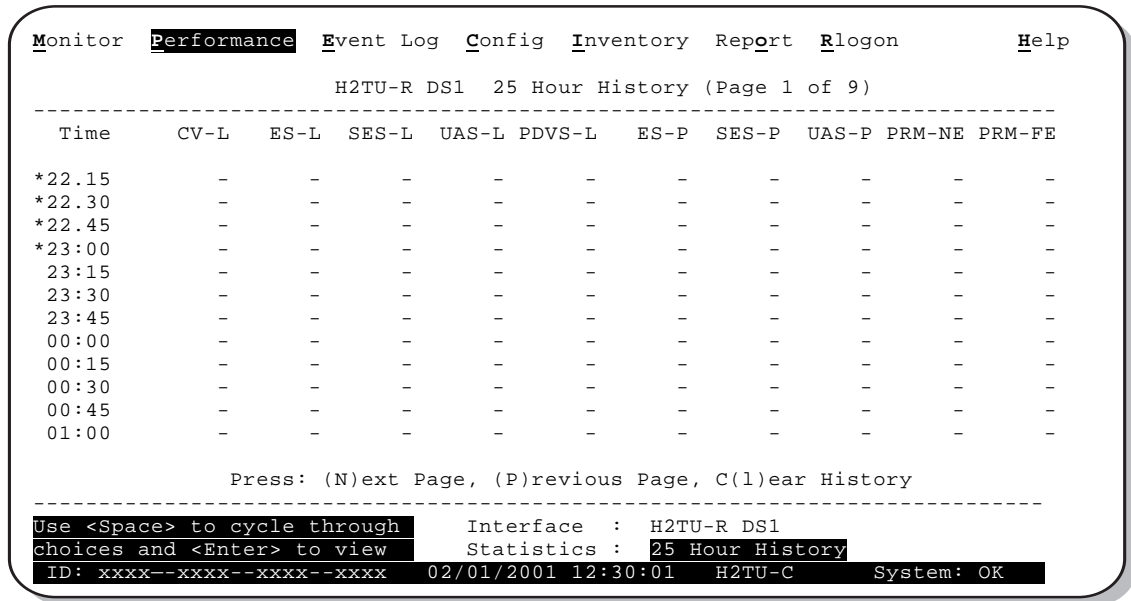 Monitor Performance Event Log Config Inventory Report Rlogon Help
H2TU-R DS1 25 Hour History (Page 1 of 9)
--------------------------------------------------------------------------------
Time CV-L ES-L SES-L UAS-L PDVS-L ES-P SES-P UAS-P PRM-NE PRM-FE
*22.15 - - - - - - - - - -
*22.30 - - - - - - - - - -
*22.45 - - - - - - - - - -
*23:00 - - - - - - - - - -
23:15 - - - - - - - - - -
23:30 - - - - - - - - - -
23:45 - - - - - - - - - -
00:00 - - - - - - - - - -
00:15 - - - - - - - - - -
00:30 - - - - - - - - - -
00:45 - - - - - - - - - -
01:00 - - - - - - - - - -
Press: (N)ext Page, (P)revious Page, C(l)ear History
-------------------------------------------------------------------------------
Use <Space> to cycle through Interface : H2TU-R DS1
choices and <Enter> to view Statistics : 25 Hour History
ID: xxxx--xxxx--xxxx--xxxx 02/01/2001 12:30:01 H2TU-C System: OK